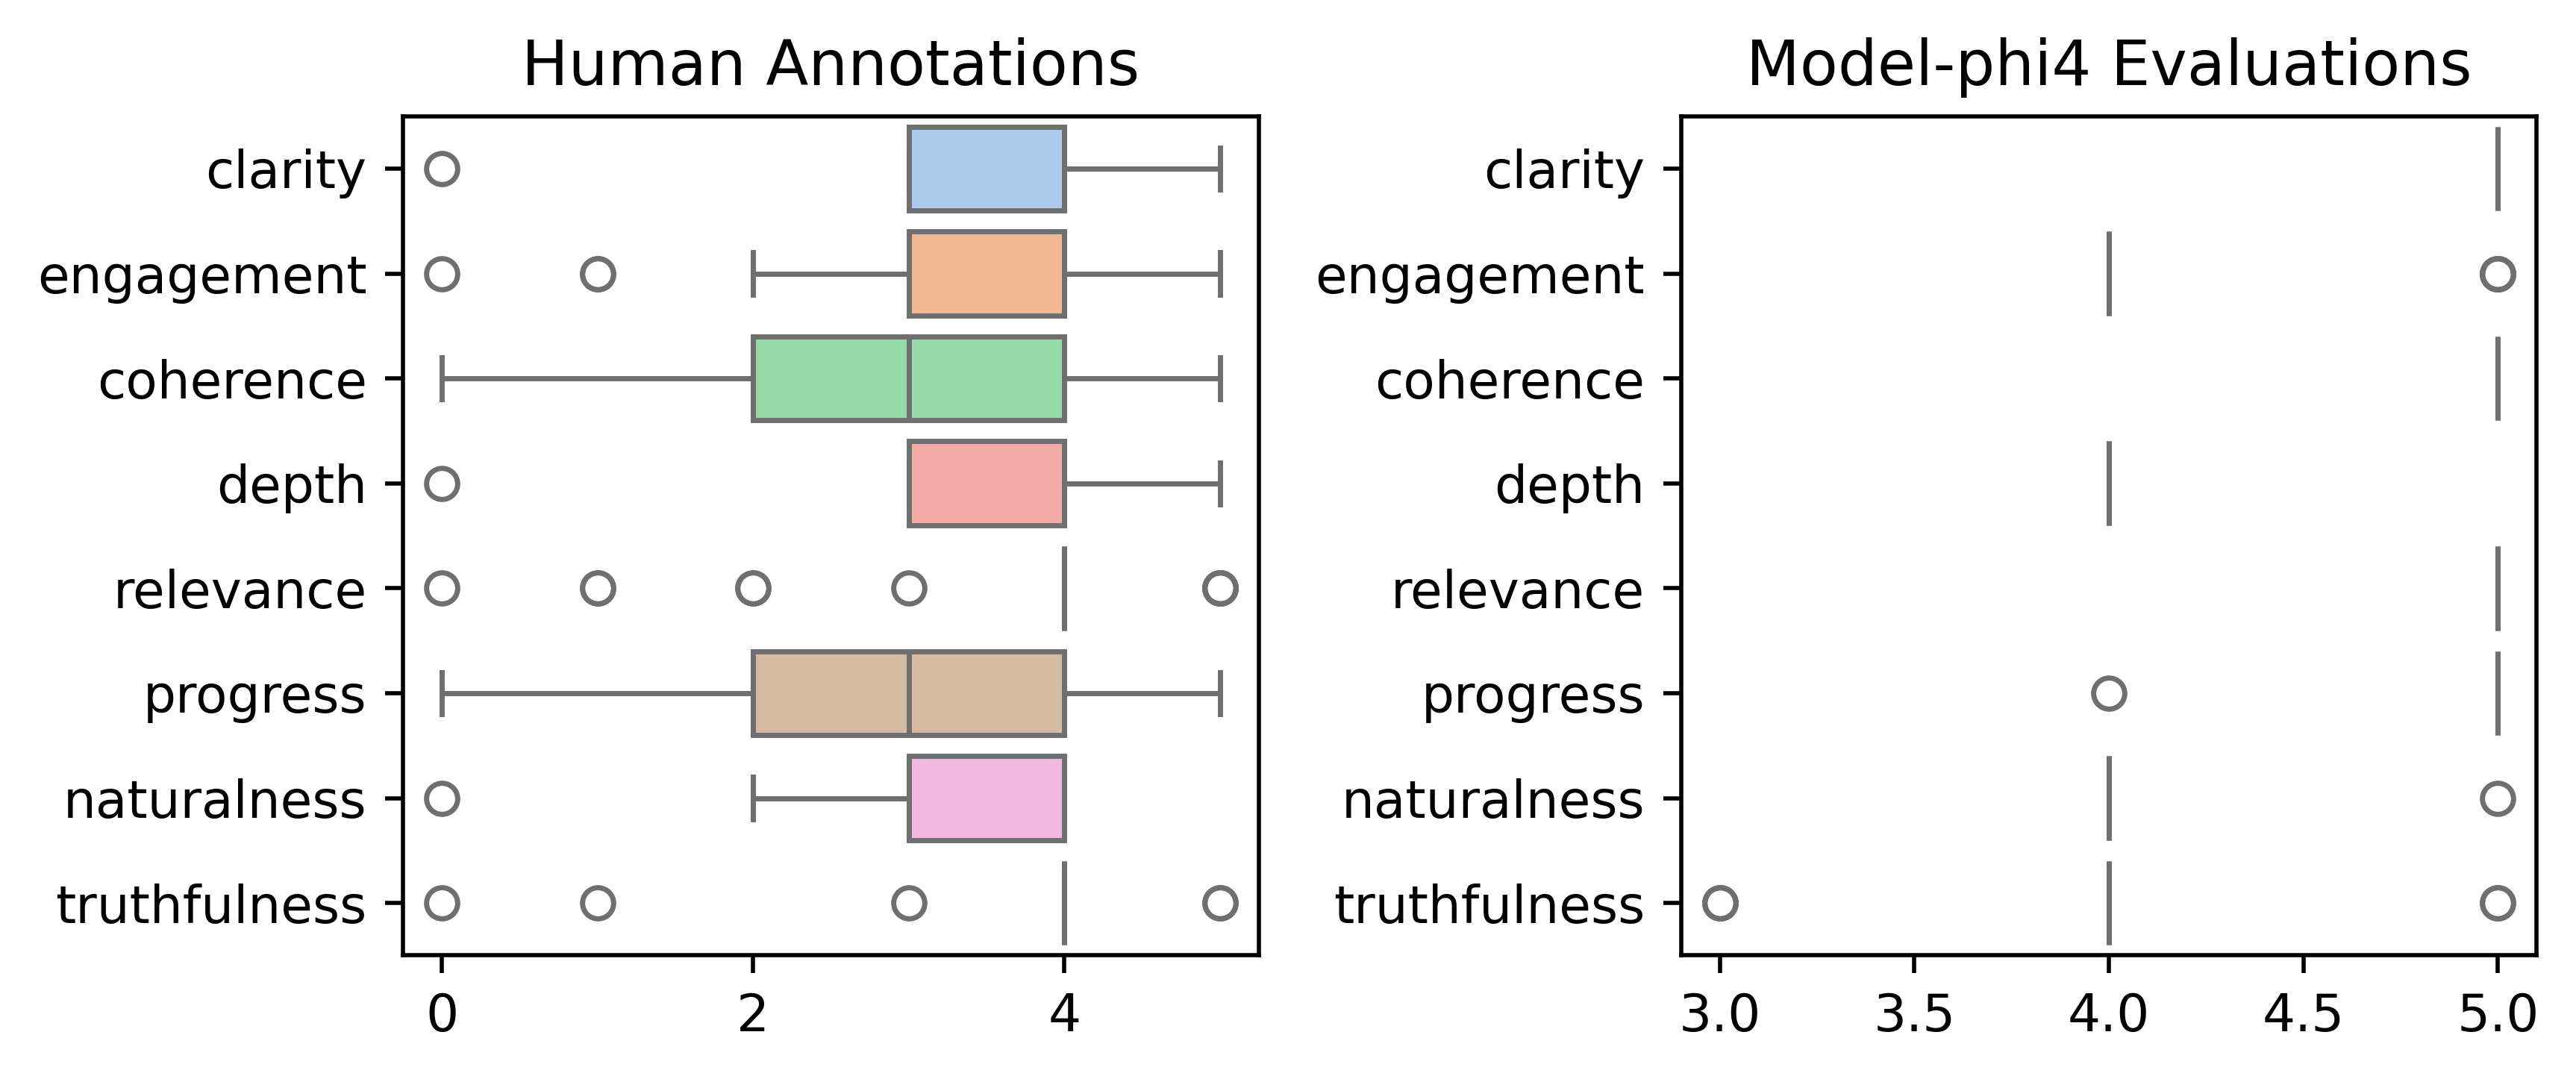 Human Annotations
clarity
engagement
coherence
depth
relevance
progress
naturalness
truthfulness
0 2 4
Model-phi4 Evaluations
clarity
engagement
coherence
depth
relevance
progress
naturalness
truthfulness
3.0 3.5 4.0 4.5 5.0